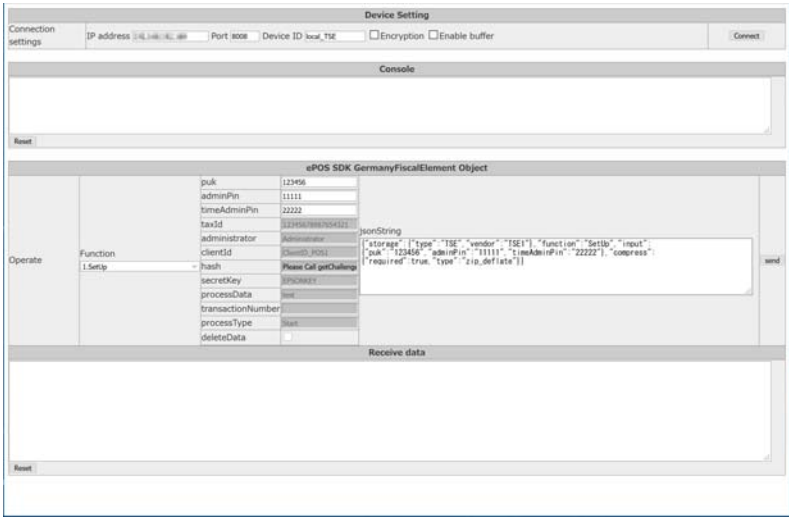 Device Setting
Connection settings
IP address
Port 8008
Device ID local_TSE
Encryption
Enable buffer
Connect
Console
Reset
ePOS SDK GermanyFiscalElement Object
Operate
Function
1.SetUp
puk 123456
adminPin 11111
timeAdminPin 22222
taxId
administrator Administrator
clientId ClientID_POS1
hash Please Call getChallenge
secretKey EPSONKEY
processData test
transactionNumber
processType Start
deleteData
jsonString
{"storage":{"type":"TSE","vendor":"TSE1"},"function":"SetUp","input":
{"puk":"123456","adminPin":"11111","timeAdminPin":"22222"},"compress":
{"required":true,"type":"zip_deflate"}}
send
Receive data
Reset